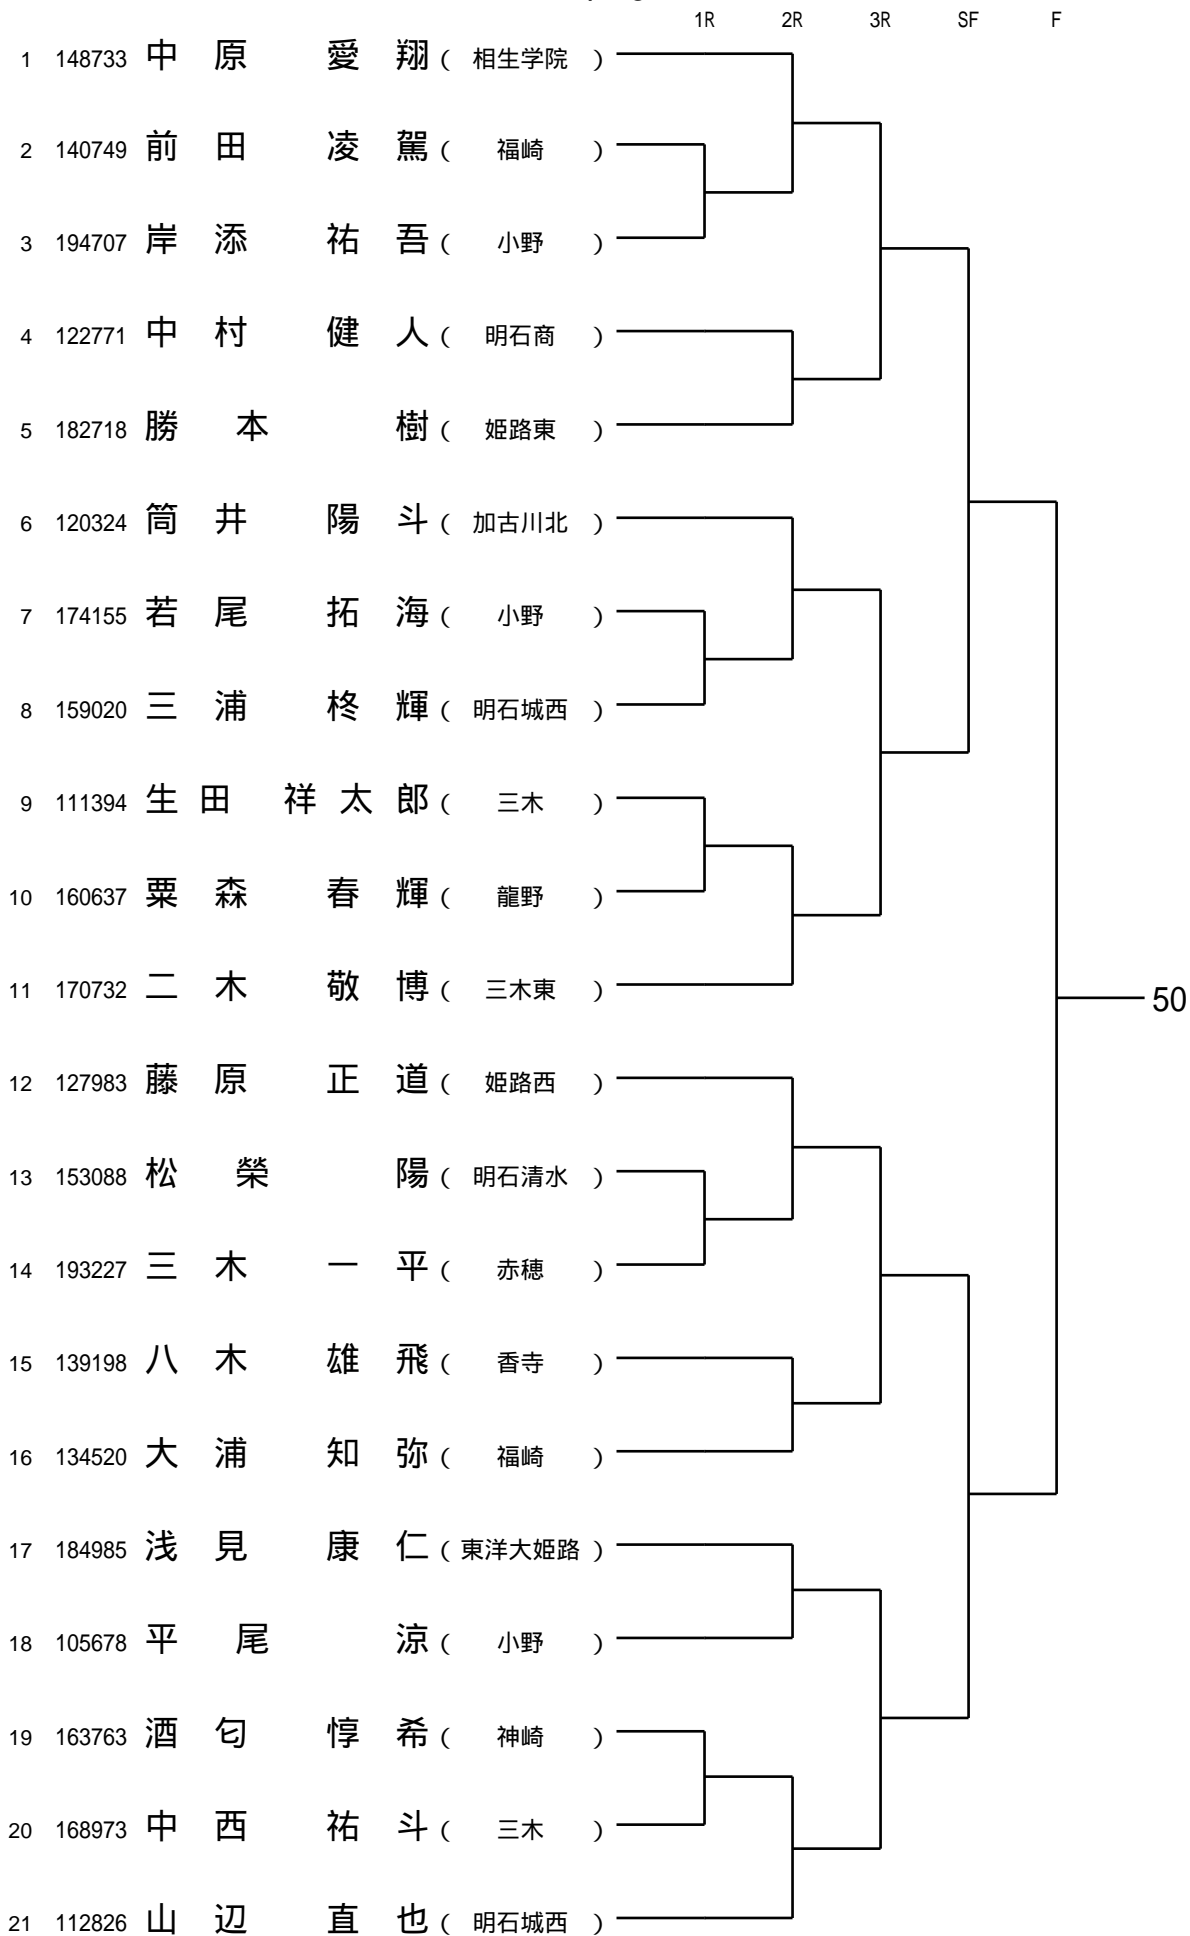 1R 2R 3R SF F
1 148733 中原 愛翔 ( 相生学院 )
2 140749 前田 凌駕 ( 福崎 )
3 194707 岸添 祐吾 ( 小野 )
4 122771 中村 健人 ( 明石商 )
5 182718 勝本 樹 ( 姫路東 )
6 120324 筒井 陽斗 ( 加古川北 )
7 174155 若尾 拓海 ( 小野 )
8 159020 三浦 柊輝 ( 明石城西 )
9 111394 生田 祥太郎 ( 三木 )
10 160637 粟森 春輝 ( 龍野 )
11 170732 二木 敬博 ( 三木東 )
50
12 127983 藤原 正道 ( 姫路西 )
13 153088 松榮 陽 ( 明石清水 )
14 193227 三木 一平 ( 赤穂 )
15 139198 八木 雄飛 ( 香寺 )
16 134520 大浦 知弥 ( 福崎 )
17 184985 浅見 康仁 ( 東洋大姫路 )
18 105678 平尾 涼 ( 小野 )
19 163763 酒匂 惇希 ( 神崎 )
20 168973 中西 祐斗 ( 三木 )
21 112826 山辺 直也 ( 明石城西 )